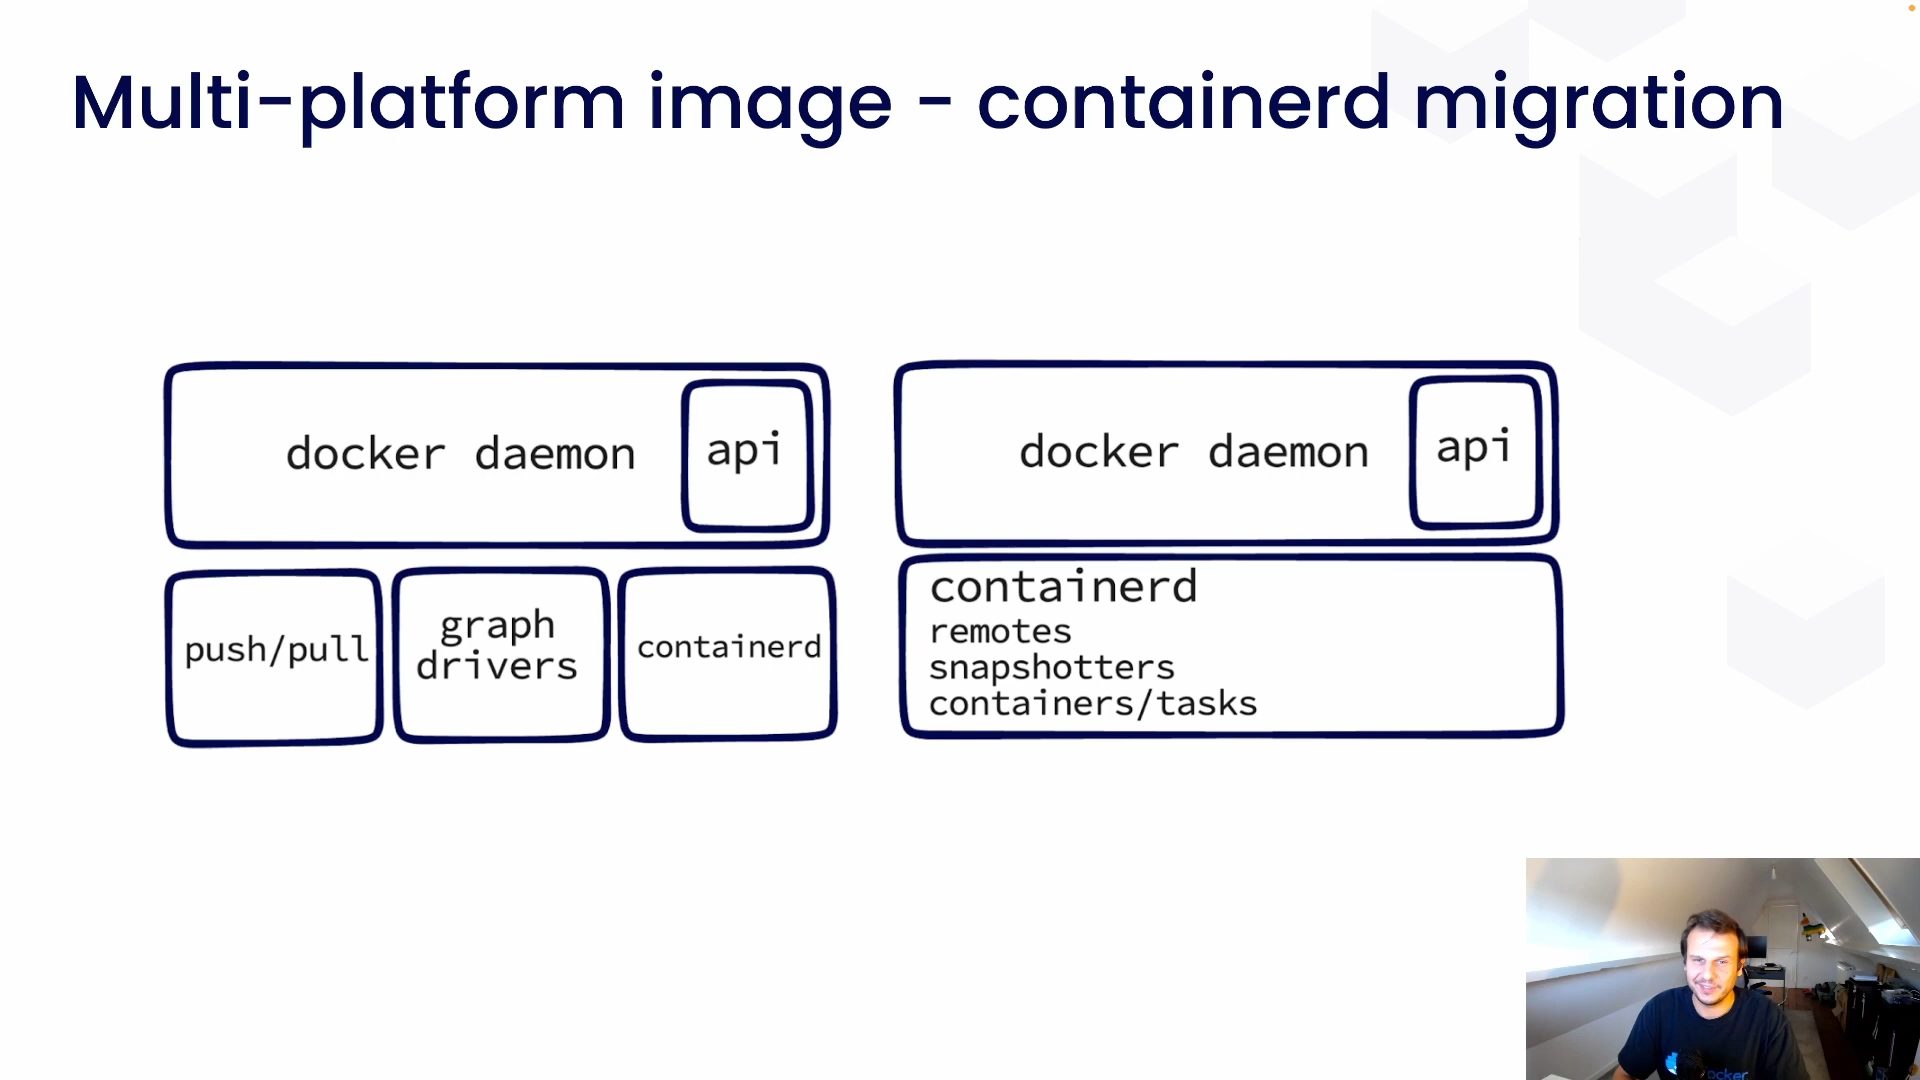 Multi-platform image - containerd migration
docker daemon
api
push/pull
graph
drivers
containerd
docker daemon
api
containerd
remotes
snapshotters
containers/tasks